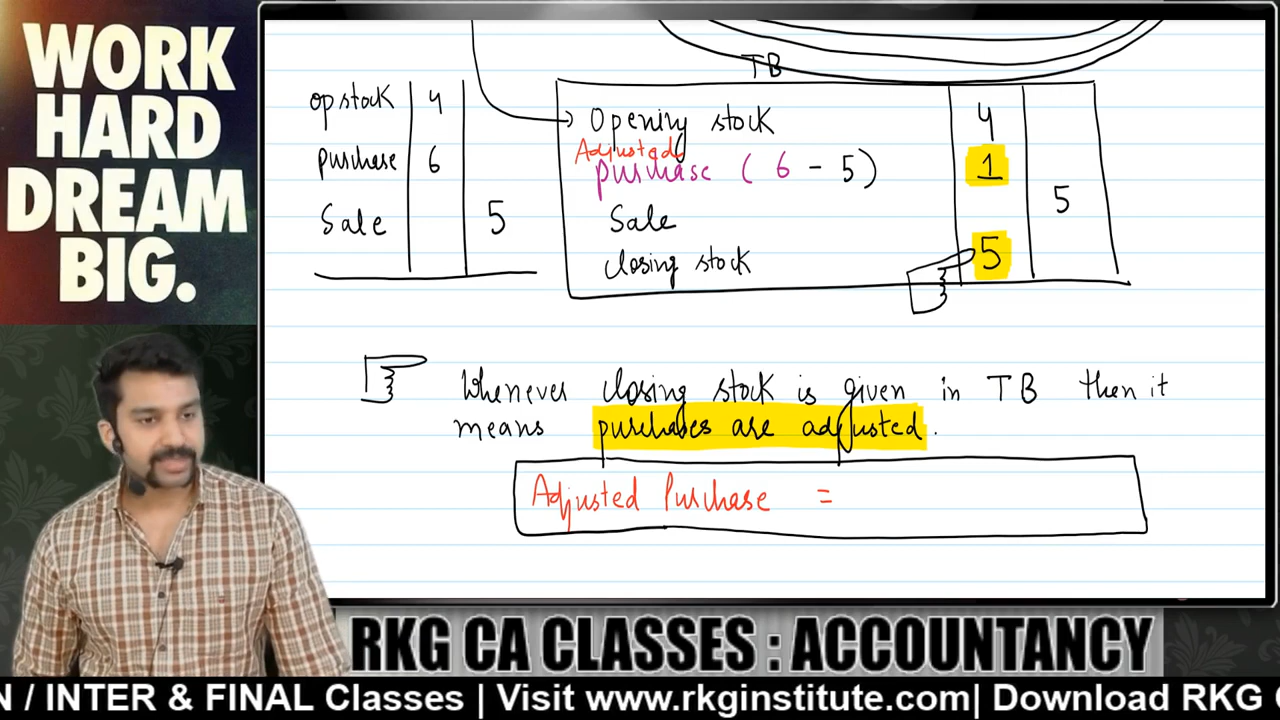 WORK
HARD
DREAM
BIG.
TB
op stock 4
purchase 6
Sale 5
Opening stock 4
Adjusted
purchase ( 6 - 5 ) 1
Sale 5
closing stock 5
Whenever closing stock is given in TB then it
means purchases are adjusted.
Adjusted Purchase =
RKG CA CLASSES : ACCOUNTANCY
N / INTER & FINAL Classes | Visit www.rkginstitute.com| Download RKG